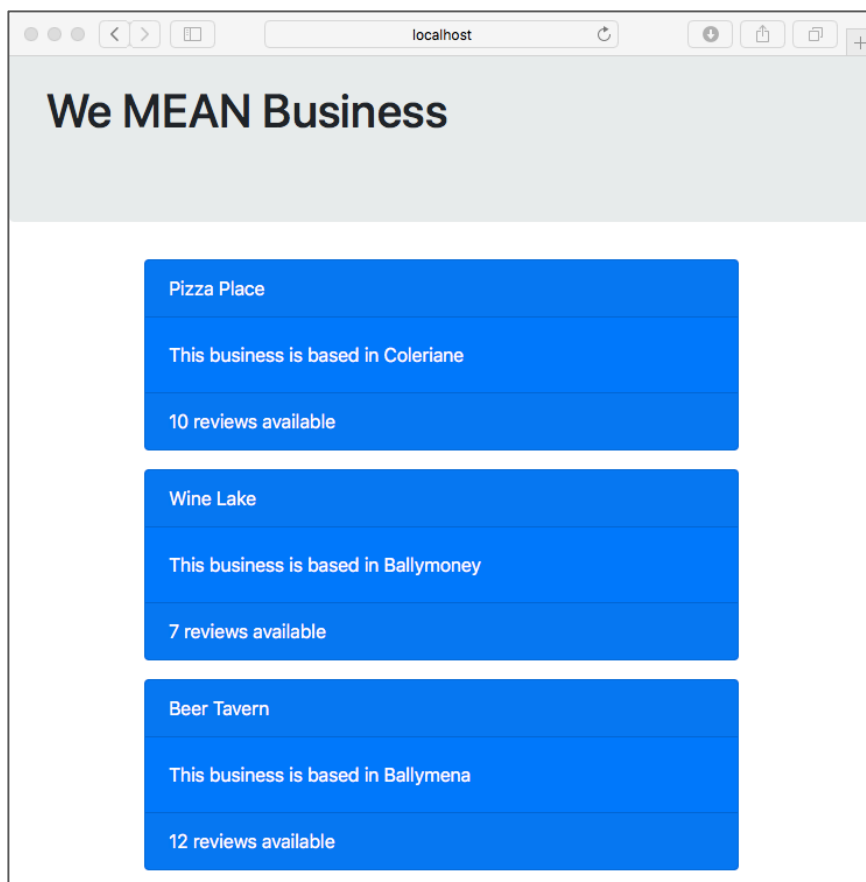 localhost
We MEAN Business
Pizza Place
This business is based in Coleriane
10 reviews available
Wine Lake
This business is based in Ballymoney
7 reviews available
Beer Tavern
This business is based in Ballymena
12 reviews available